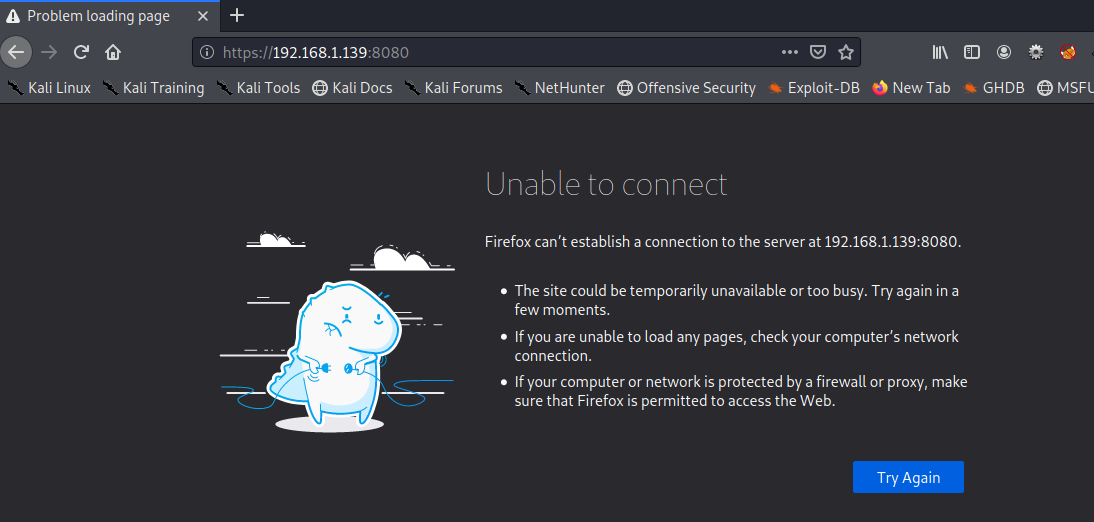 Problem loading page
https://192.168.1.139:8080
Kali Linux Kali Training Kali Tools Kali Docs Kali Forums NetHunter Offensive Security Exploit-DB New Tab GHDB MSFU
Unable to connect
Firefox can’t establish a connection to the server at 192.168.1.139:8080.
The site could be temporarily unavailable or too busy. Try again in a
few moments.
If you are unable to load any pages, check your computer’s network
connection.
If your computer or network is protected by a firewall or proxy, make
sure that Firefox is permitted to access the Web.
Try Again